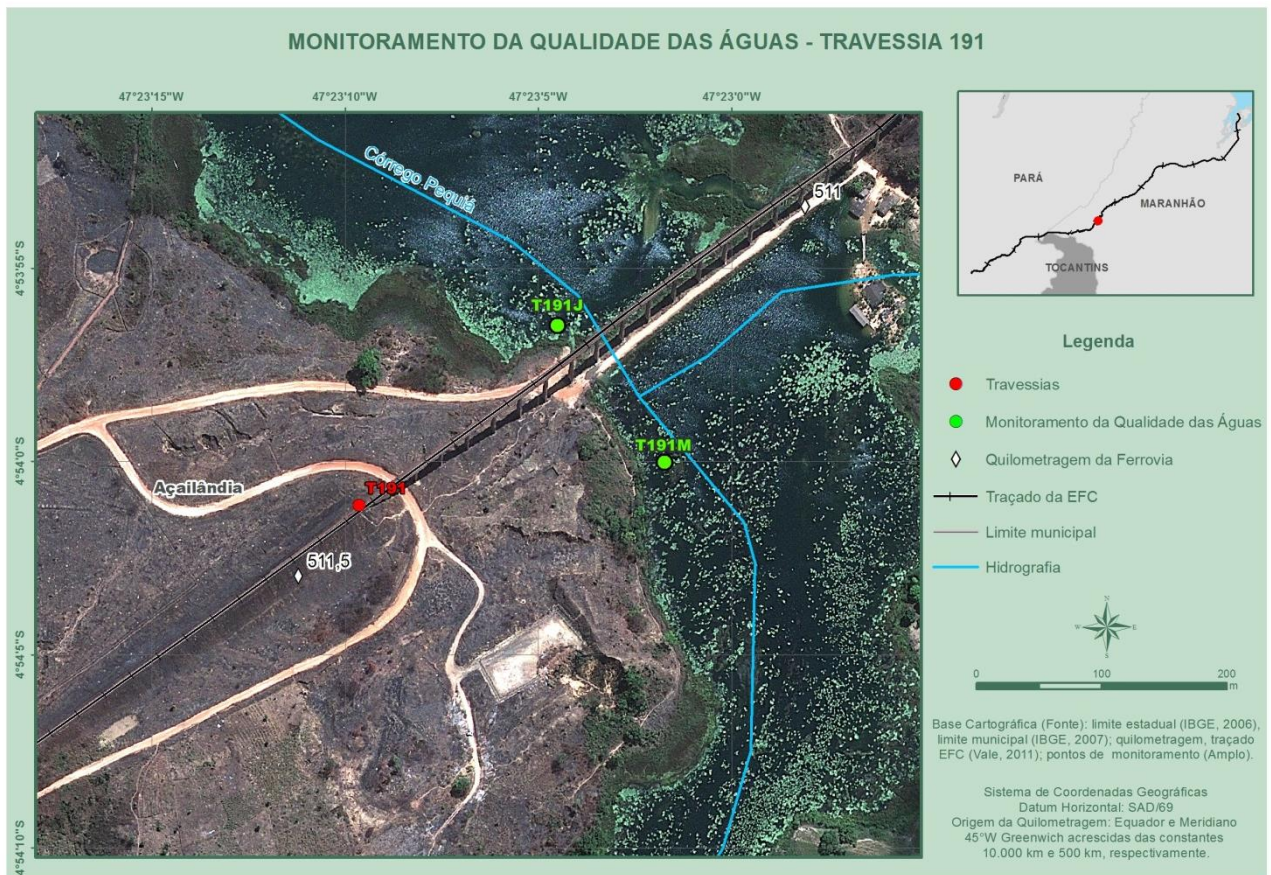 MONITORAMENTO DA QUALIDADE DAS ÁGUAS - TRAVESSIA 191
47°23'15"W
47°23'10"W
47°23'5"W
47°23'0"W
4°53'55"S
4°54'0"S
4°54'5"S
4°54'10"S
Córrego Pequiá
511
T191J
T191M
Açailândia
T191
511,5
PARÁ
MARANHÃO
TOCANTINS
Legenda
Travessias
Monitoramento da Qualidade das Águas
Quilometragem da Ferrovia
Traçado da EFC
Limite municipal
Hidrografia
N
W
E
S
0
100
200
m
Base Cartográfica (Fonte): limite estadual (IBGE, 2006),
limite municipal (IBGE, 2007); quilometragem, traçado
EFC (Vale, 2011); pontos de monitoramento (Amplo).
Sistema de Coordenadas Geográficas
Datum Horizontal: SAD/69
Origem da Quilometragem: Equador e Meridiano
45°W Greenwich acrescidas das constantes
10.000 km e 500 km, respectivamente.